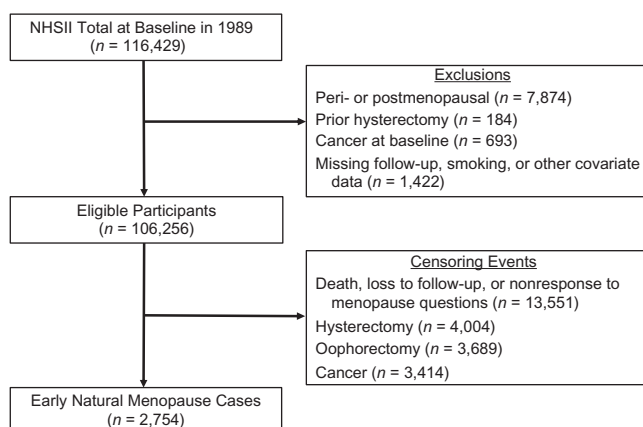 NHSII Total at Baseline in 1989
(n = 116,429)
Exclusions
Peri- or postmenopausal (n = 7,874)
Prior hysterectomy (n = 184)
Cancer at baseline (n = 693)
Missing follow-up, smoking, or other covariate
data (n = 1,422)
Eligible Participants
(n = 106,256)
Censoring Events
Death, loss to follow-up, or nonresponse to
menopause questions (n = 13,551)
Hysterectomy (n = 4,004)
Oophorectomy (n = 3,689)
Cancer (n = 3,414)
Early Natural Menopause Cases
(n = 2,754)